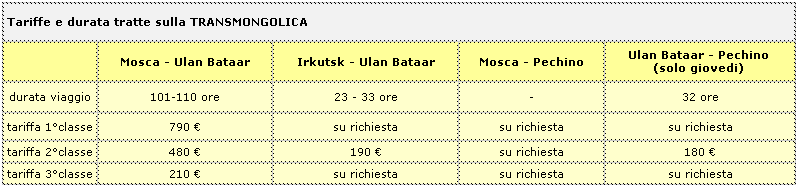 Tariffe e durata tratte sulla TRANSMONGOLICA
Mosca - Ulan Bataar Irkutsk - Ulan Bataar Mosca - Pechino Ulan Bataar - Pechino
(solo giovedi)
durata viaggio 101-110 ore 23 - 33 ore - 32 ore
tariffa 1°classe 790 € su richiesta su richiesta su richiesta
tariffa 2°classe 480 € 190 € su richiesta 180 €
tariffa 3°classe 210 € su richiesta su richiesta su richiesta